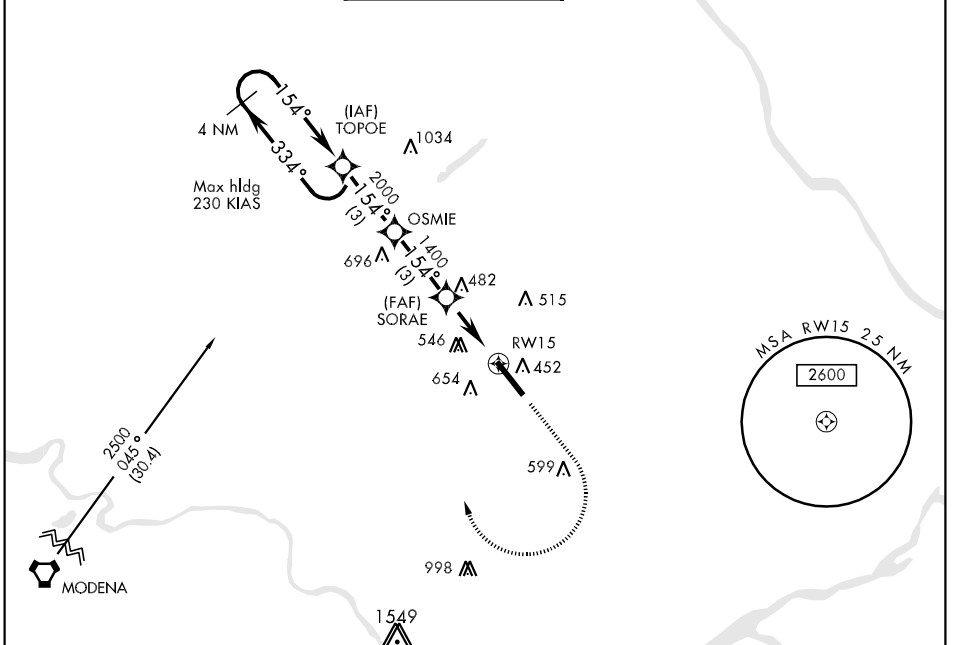 154°
(IAF)
TOPOE
1034
4 NM
334°
Max hldg
230 KIAS
2000
154°
(3)
OSMIE
1400
154°
(3)
696
482
(FAF)
SORAE
515
546
RW15
452
654
MSA RW15 25 NM
2600
2500
045°
(30.4)
599
998
MODENA
1549